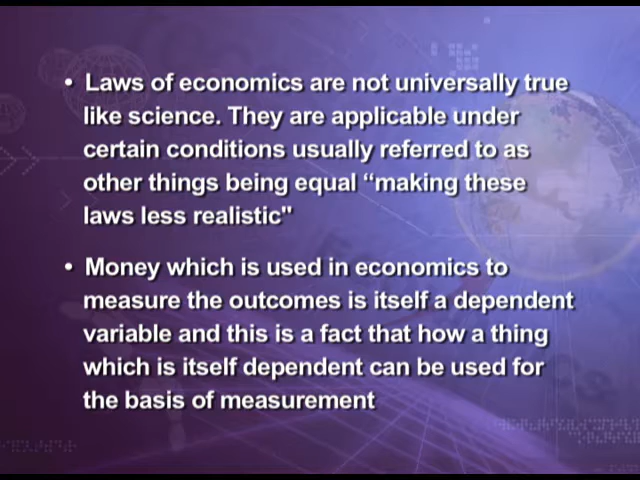 • Laws of economics are not universally true
like science. They are applicable under
certain conditions usually referred to as
other things being equal “making these
laws less realistic"
• Money which is used in economics to
measure the outcomes is itself a dependent
variable and this is a fact that how a thing
which is itself dependent can be used for
the basis of measurement